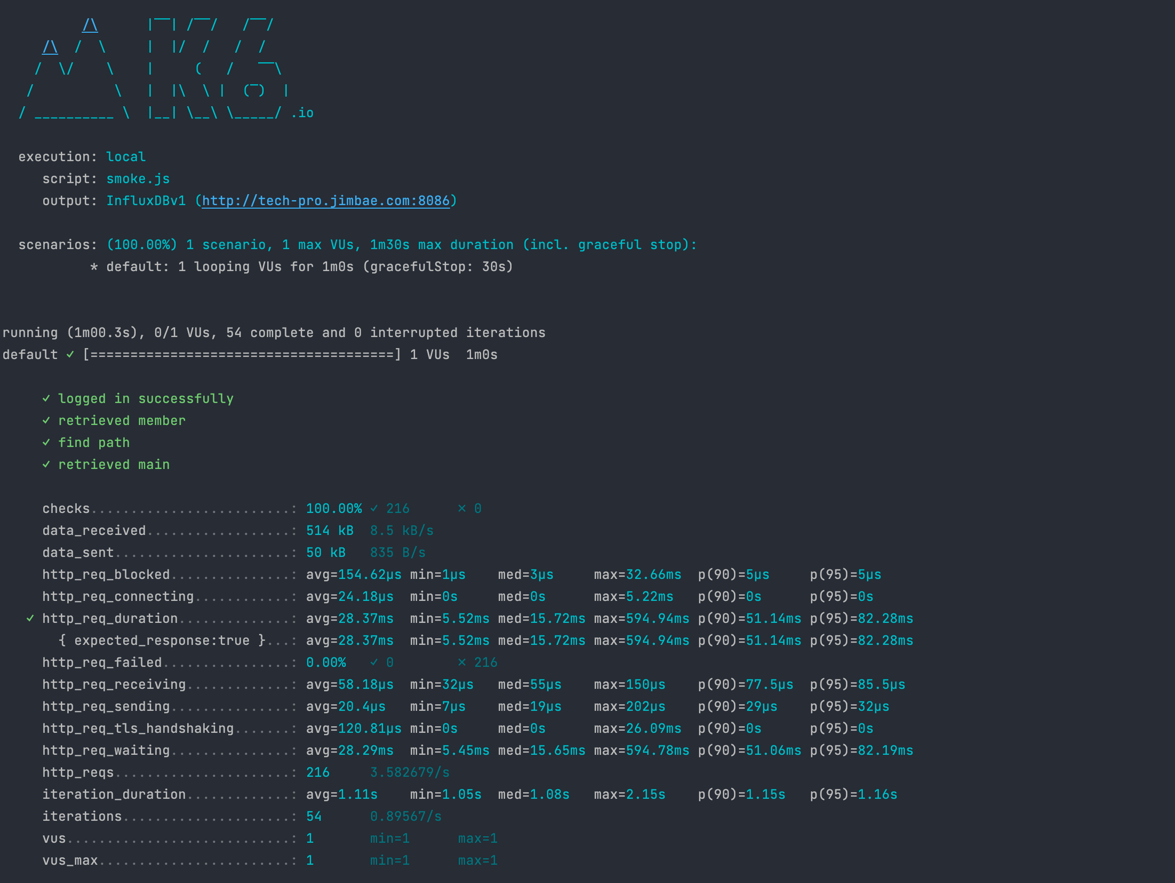 /\      |‾‾| /‾‾/   /‾‾/
     /\  /  \     |  |/  /   /  /
    /  \/    \    |     (   /   ‾‾\
   /          \   |  |\  \ |  (‾)  |
  / __________ \  |__| \__\ \_____/ .io

  execution: local
     script: smoke.js
     output: InfluxDBv1 (http://tech-pro.jimbae.com:8086)

  scenarios: (100.00%) 1 scenario, 1 max VUs, 1m30s max duration (incl. graceful stop):
           * default: 1 looping VUs for 1m0s (gracefulStop: 30s)

running (1m00.3s), 0/1 VUs, 54 complete and 0 interrupted iterations
default ✓ [======================================] 1 VUs  1m0s

     ✓ logged in successfully
     ✓ retrieved member
     ✓ find path
     ✓ retrieved main

     checks.........................: 100.00% ✓ 216      ✗ 0
     data_received..................: 514 kB  8.5 kB/s
     data_sent......................: 50 kB   835 B/s
     http_req_blocked...............: avg=154.62µs min=1µs    med=3µs     max=32.66ms  p(90)=5µs     p(95)=5µs
     http_req_connecting............: avg=24.18µs  min=0s     med=0s      max=5.22ms   p(90)=0s      p(95)=0s
   ✓ http_req_duration..............: avg=28.37ms  min=5.52ms med=15.72ms max=594.94ms p(90)=51.14ms p(95)=82.28ms
       { expected_response:true }...: avg=28.37ms  min=5.52ms med=15.72ms max=594.94ms p(90)=51.14ms p(95)=82.28ms
     http_req_failed................: 0.00%   ✓ 0        ✗ 216
     http_req_receiving.............: avg=58.18µs  min=32µs   med=55µs    max=150µs    p(90)=77.5µs  p(95)=85.5µs
     http_req_sending...............: avg=20.4µs   min=7µs    med=19µs    max=202µs    p(90)=29µs    p(95)=32µs
     http_req_tls_handshaking.......: avg=120.81µs min=0s     med=0s      max=26.09ms  p(90)=0s      p(95)=0s
     http_req_waiting...............: avg=28.29ms  min=5.45ms med=15.65ms max=594.78ms p(90)=51.06ms p(95)=82.19ms
     http_reqs......................: 216     3.582679/s
     iteration_duration.............: avg=1.11s    min=1.05s  med=1.08s   max=2.15s    p(90)=1.15s   p(95)=1.16s
     iterations.....................: 54      0.89567/s
     vus............................: 1       min=1      max=1
     vus_max........................: 1       min=1      max=1